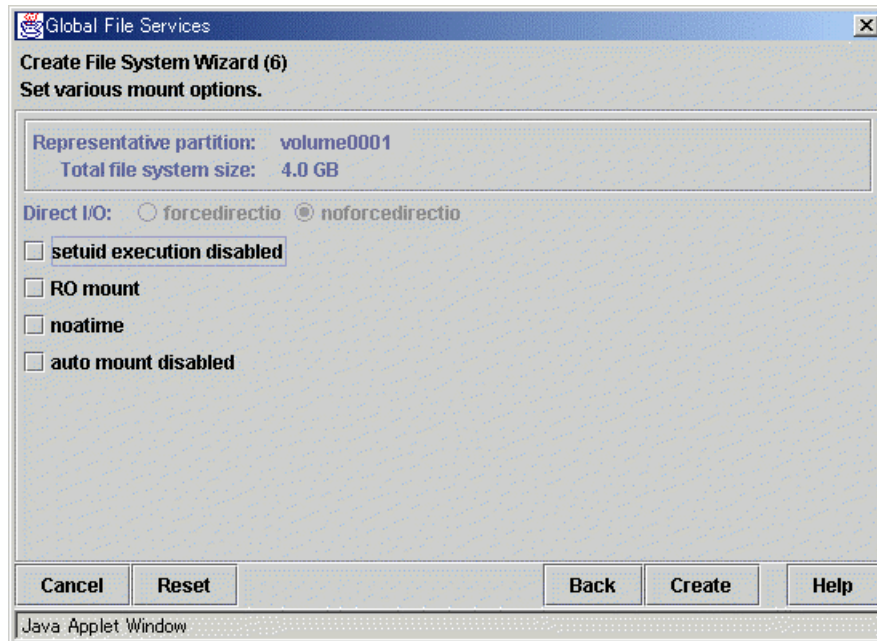 Global File Services
Create File System Wizard (6)
Set various mount options.
Representative partition: volume0001
Total file system size: 4.0 GB
Direct I/O: forcedirectio noforcedirectio
setuid execution disabled
RO mount
noatime
auto mount disabled
Cancel Reset Back Create Help
Java Applet Window